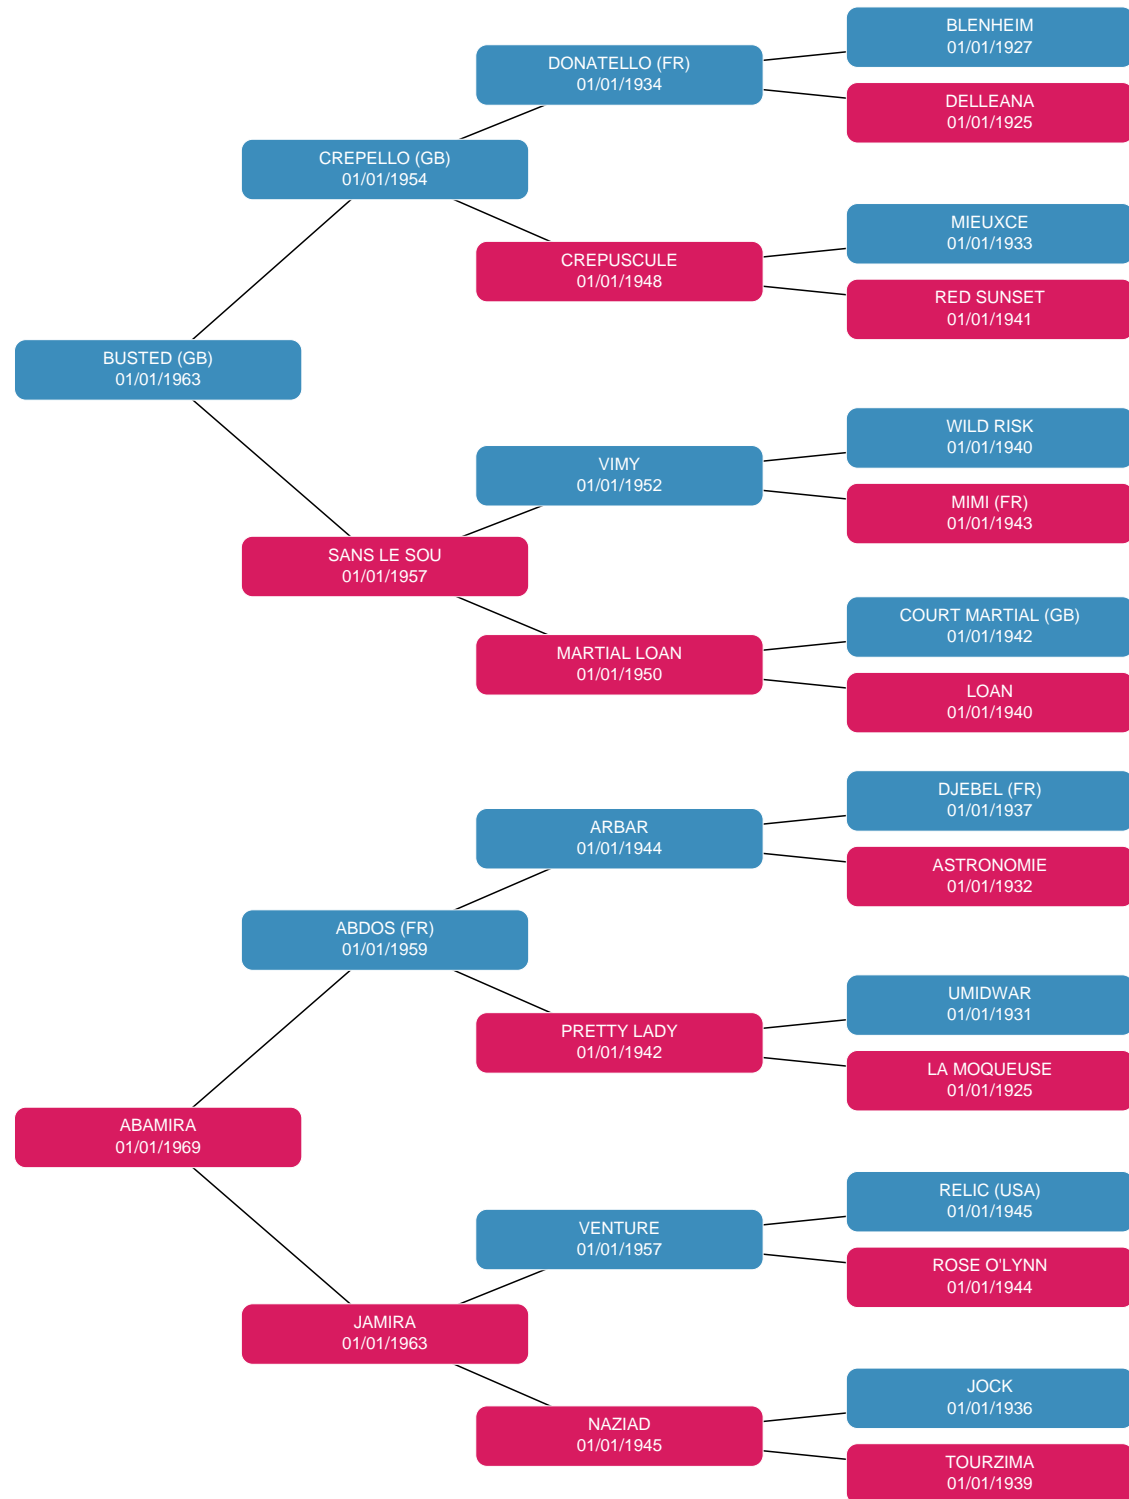 BLENHEIM
01/01/1927
DONATELLO (FR)
01/01/1934
DELLEANA
01/01/1925
CREPELLO (GB)
01/01/1954
MIEUXCE
01/01/1933
CREPUSCULE
01/01/1948
RED SUNSET
01/01/1941
BUSTED (GB)
01/01/1963
WILD RISK
01/01/1940
VIMY
01/01/1952
MIMI (FR)
01/01/1943
SANS LE SOU
01/01/1957
COURT MARTIAL (GB)
01/01/1942
MARTIAL LOAN
01/01/1950
LOAN
01/01/1940
DJEBEL (FR)
01/01/1937
ARBAR
01/01/1944
ASTRONOMIE
01/01/1932
ABDOS (FR)
01/01/1959
UMIDWAR
01/01/1931
PRETTY LADY
01/01/1942
LA MOQUEUSE
01/01/1925
ABAMIRA
01/01/1969
RELIC (USA)
01/01/1945
VENTURE
01/01/1957
ROSE O'LYNN
01/01/1944
JAMIRA
01/01/1963
JOCK
01/01/1936
NAZIAD
01/01/1945
TOURZIMA
01/01/1939